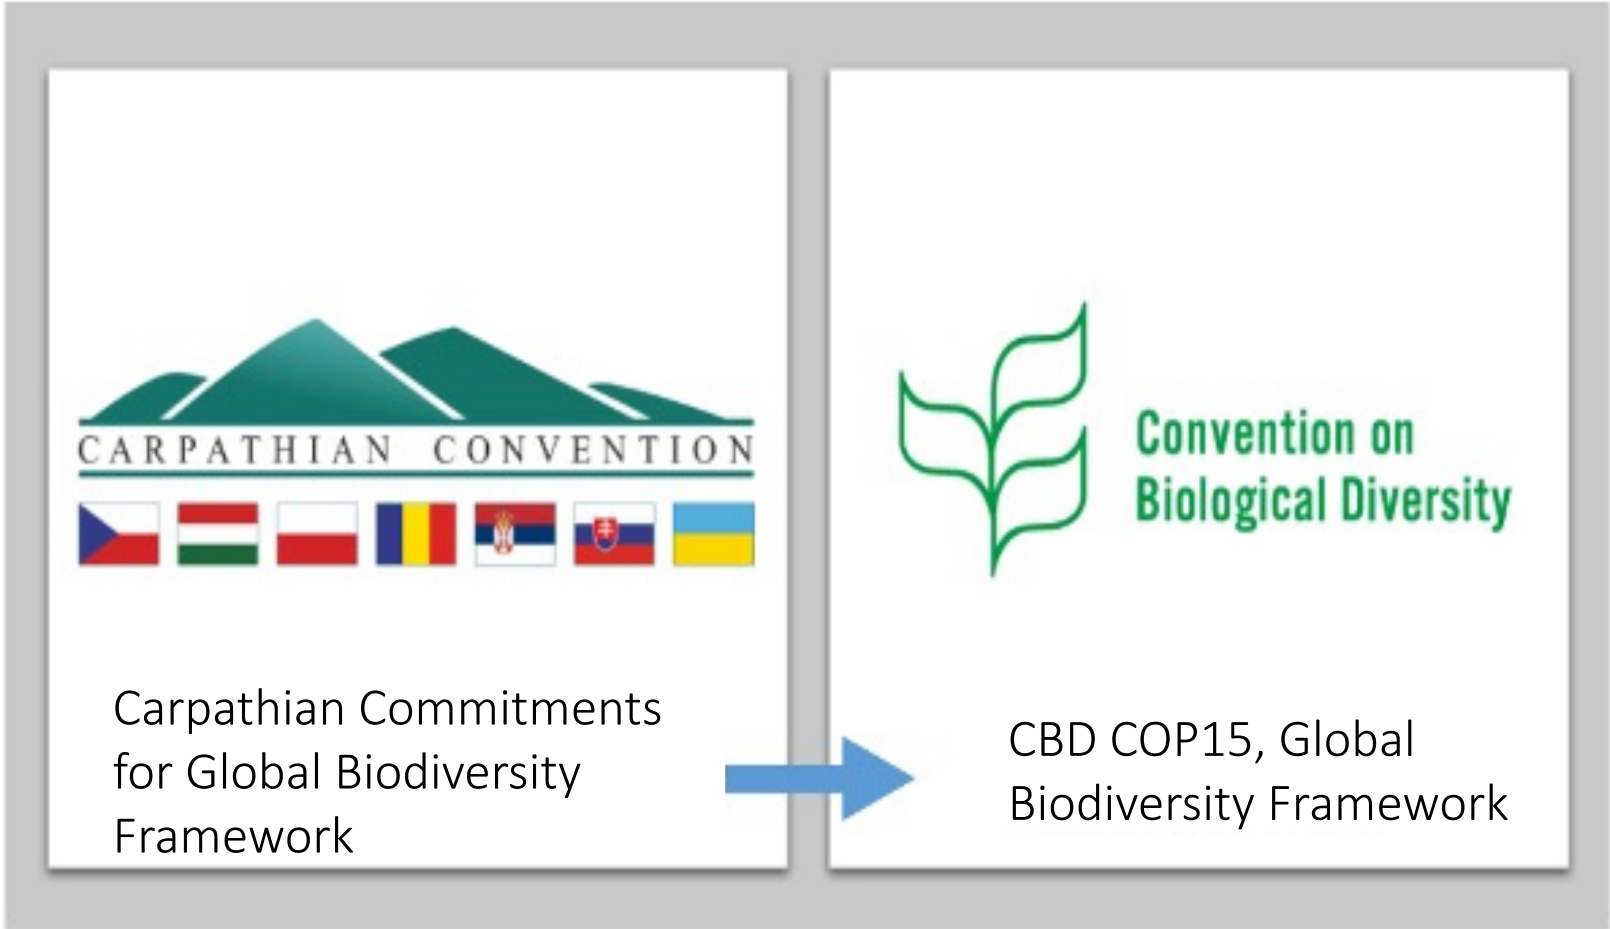 CARPATHIAN CONVENTION
Carpathian Commitments
for Global Biodiversity
Framework
Convention on
Biological Diversity
CBD COP15, Global
Biodiversity Framework